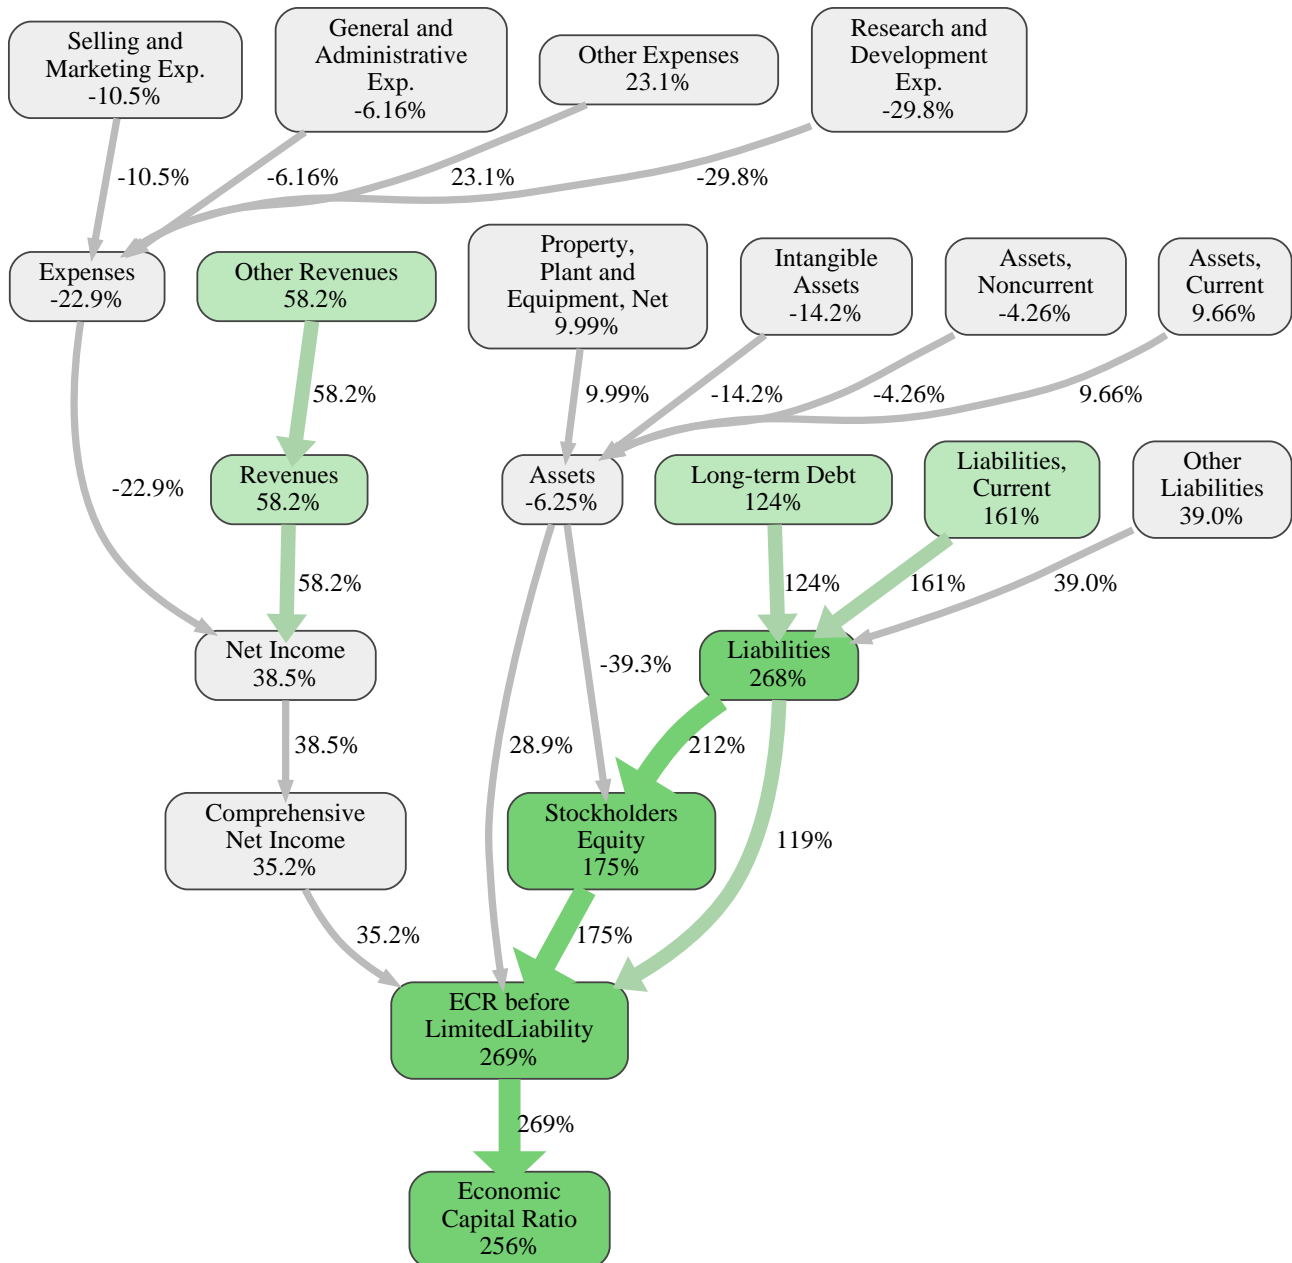 Selling and
Marketing Exp.
-10.5%
General and
Administrative
Exp.
-6.16%
Other Expenses
23.1%
Research and
Development
Exp.
-29.8%
-10.5%
-6.16%
23.1%
-29.8%
Expenses
-22.9%
Other Revenues
58.2%
Property,
Plant and
Equipment, Net
9.99%
Intangible
Assets
-14.2%
Assets,
Noncurrent
-4.26%
Assets,
Current
9.66%
58.2%
9.99%
-14.2%
-4.26%
9.66%
-22.9%
Revenues
58.2%
Assets
-6.25%
Long-term Debt
124%
Liabilities,
Current
161%
Other
Liabilities
39.0%
58.2%
124%
161%
39.0%
Net Income
38.5%
-39.3%
Liabilities
268%
38.5%
28.9%
212%
Comprehensive
Net Income
35.2%
Stockholders
Equity
175%
119%
35.2%
175%
ECR before
LimitedLiability
269%
269%
Economic
Capital Ratio
256%